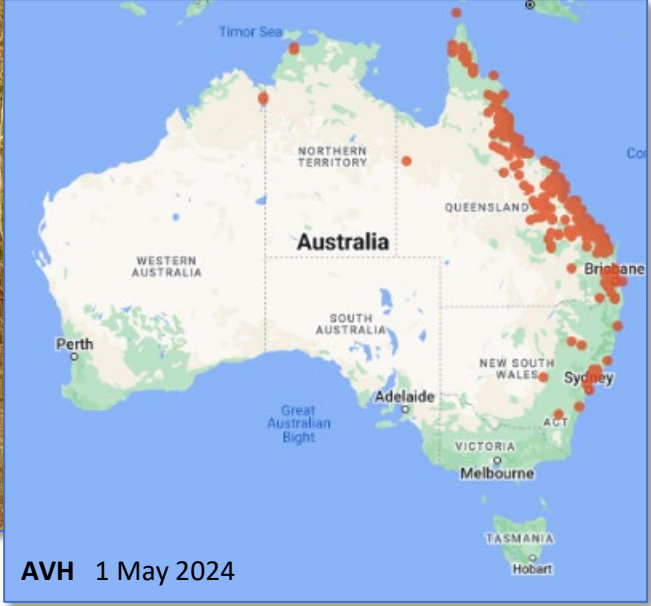 Timor Sea
Co
NORTHERN
TERRITORY
QUEENSLAND
Australia
WESTERN
AUSTRALIA
Brisbane
SOUTH
AUSTRALIA
Perth
NEW SOUTH
WALES
Sydney
Adelaide
Great
Australian
Bight
ACT
VICTORIA
Melbourne
TASMANIA
Hobart
AVH 1 May 2024